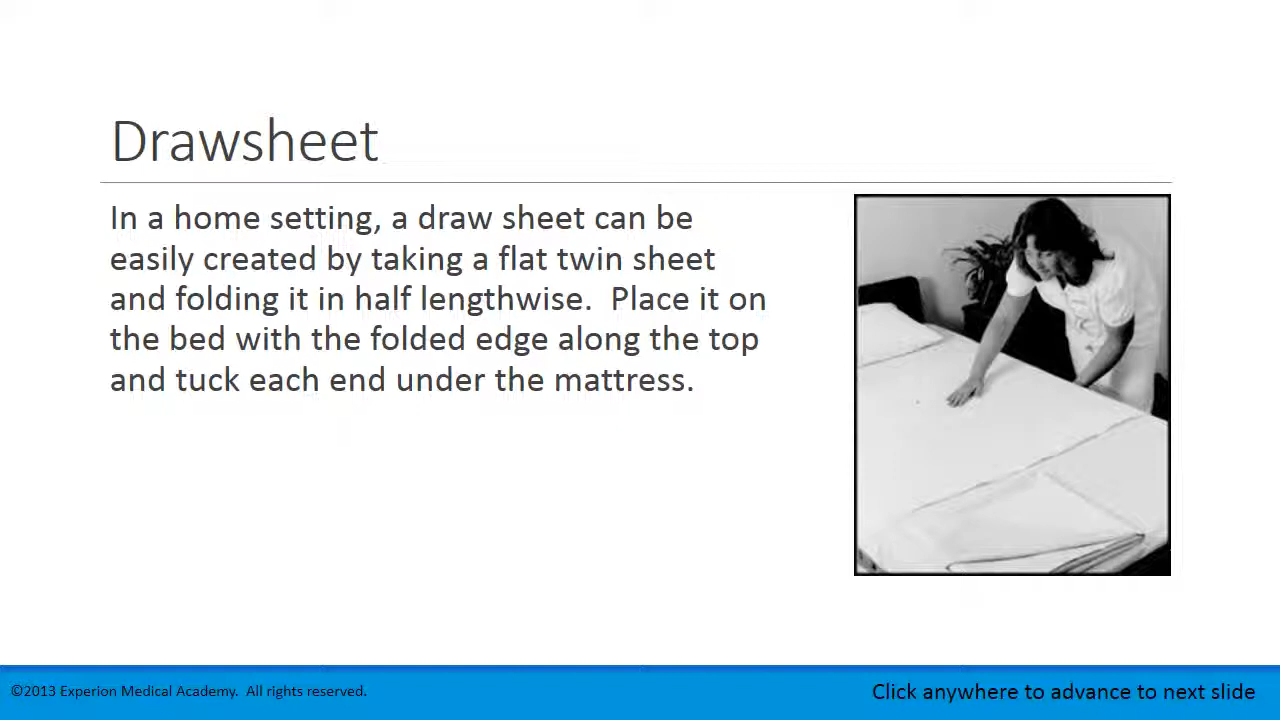 Drawsheet
In a home setting, a draw sheet can be
easily created by taking a flat twin sheet
and folding it in half lengthwise.  Place it on
the bed with the folded edge along the top
and tuck each end under the mattress.
©2013 Experion Medical Academy.  All rights reserved.
Click anywhere to advance to next slide